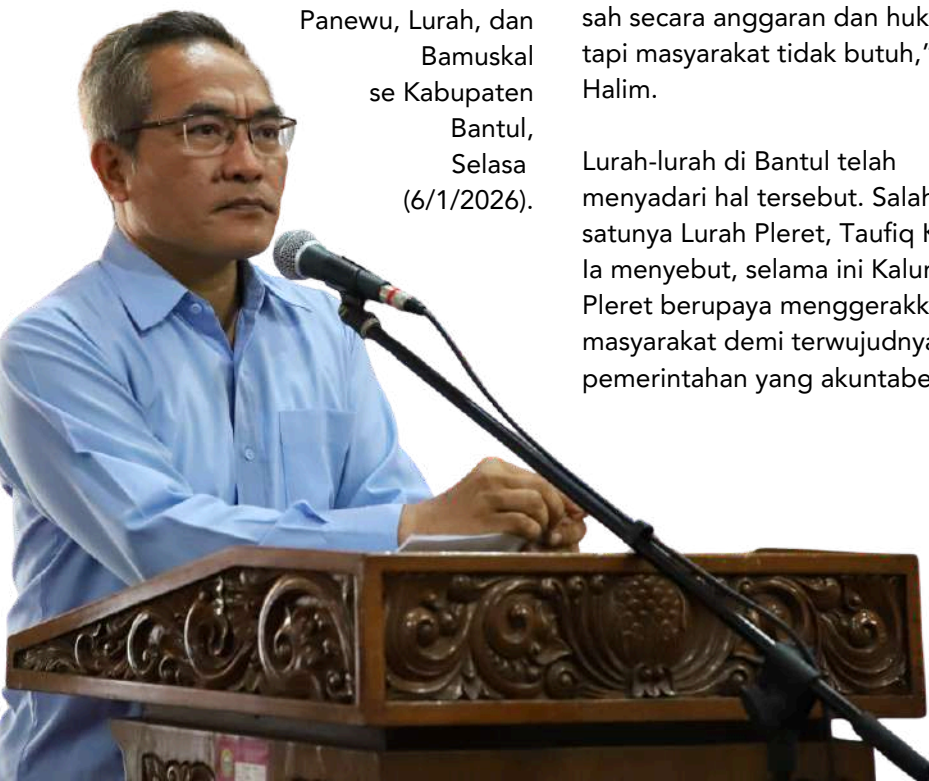 Panewu, Lurah, dan
Bamuskal
se Kabupaten
Bantul,
Selasa
(6/1/2026).
sah secara anggaran dan huk
tapi masyarakat tidak butuh,”
Halim.
Lurah-lurah di Bantul telah
menyadari hal tersebut. Salah
satunya Lurah Pleret, Taufiq K
Ia menyebut, selama ini Kalur
Pleret berupaya menggerakk
masyarakat demi terwujudnya
pemerintahan yang akuntabe